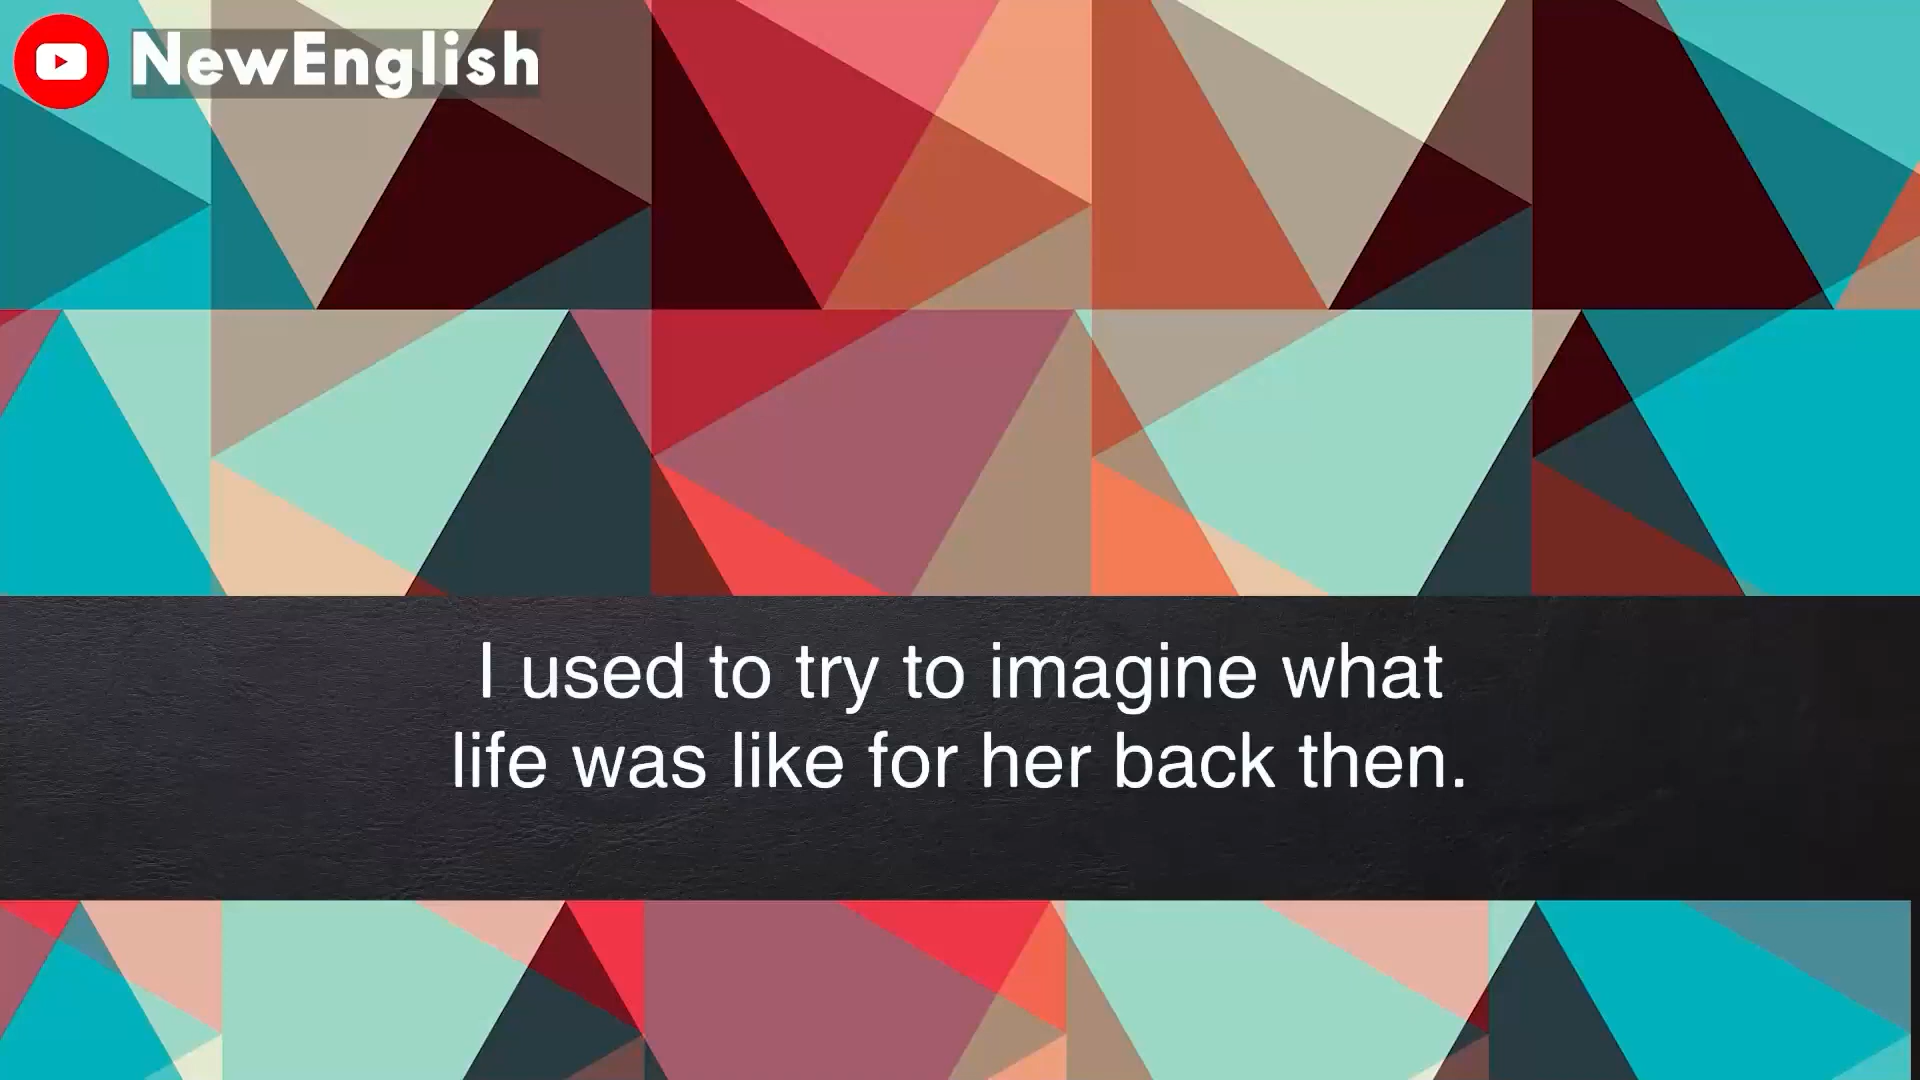 NewEnglish
I used to try to imagine what
life was like for her back then.